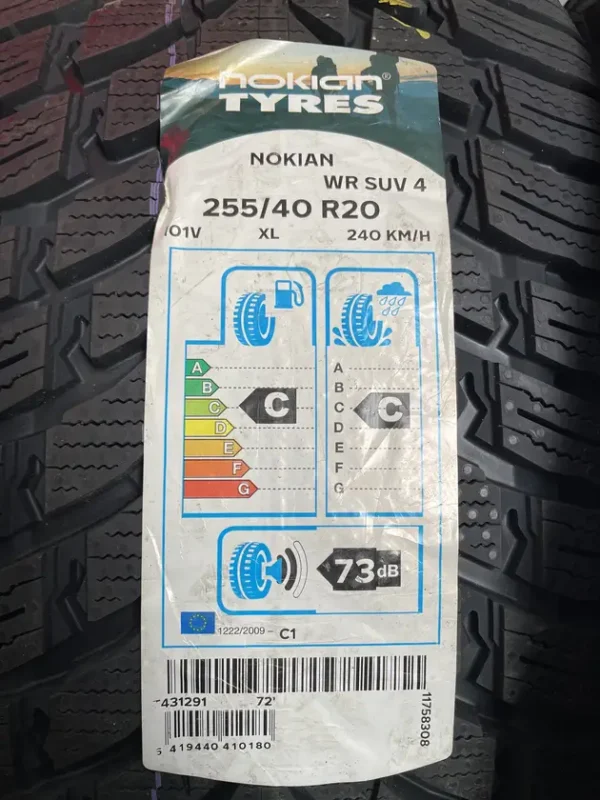 nokian®
TYRES
NOKIAN
WR SUV 4
255/40 R20
101V XL 240 KM/H
A
B
C
D
E
F
G
C
A
B
C
D
E
F
G
C
73dB
1222/2009 - C1
431291 72
11758308
419440 410180